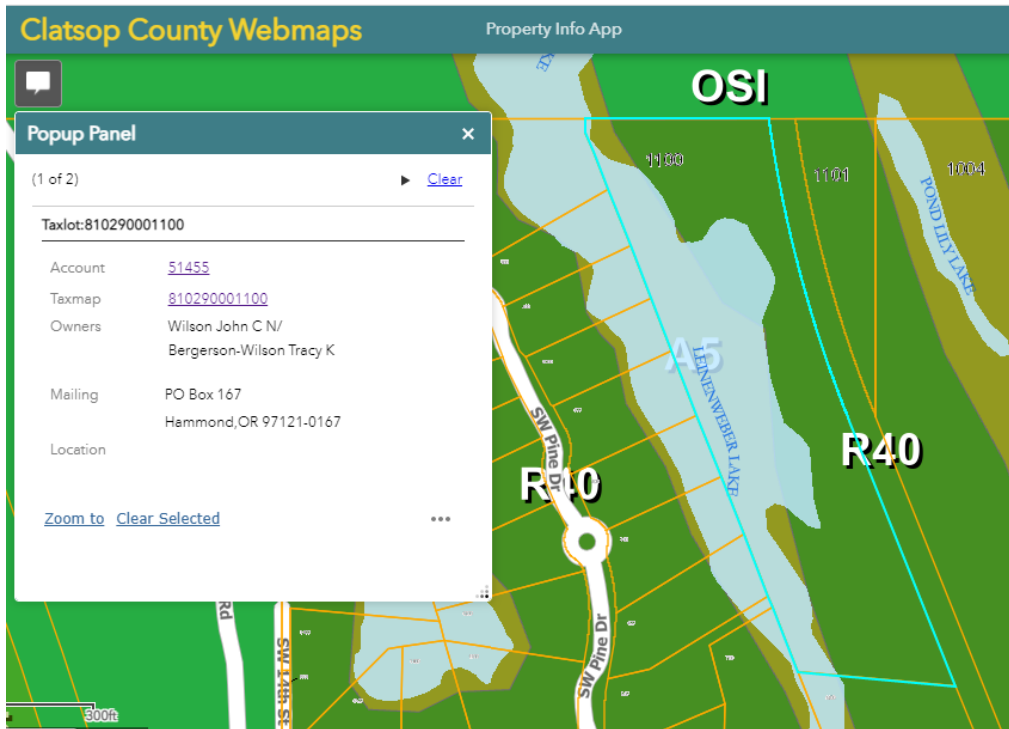 Clatsop County Webmaps
Property Info App
OSI
Popup Panel
(1 of 2)
Clear
Taxlot:810290001100
Account 51455
Taxmap 810290001100
Owners Wilson John C N/
Bergerson-Wilson Tracy K
Mailing PO Box 167
Hammond,OR 97121-0167
Location
Zoom to Clear Selected
1100
1101
1004
POND LILY LAKE
A5
LEINENWEBER LAKE
R40
SW Pine Dr
R40
SW Pine Dr
Rd
SW 14th St
300ft